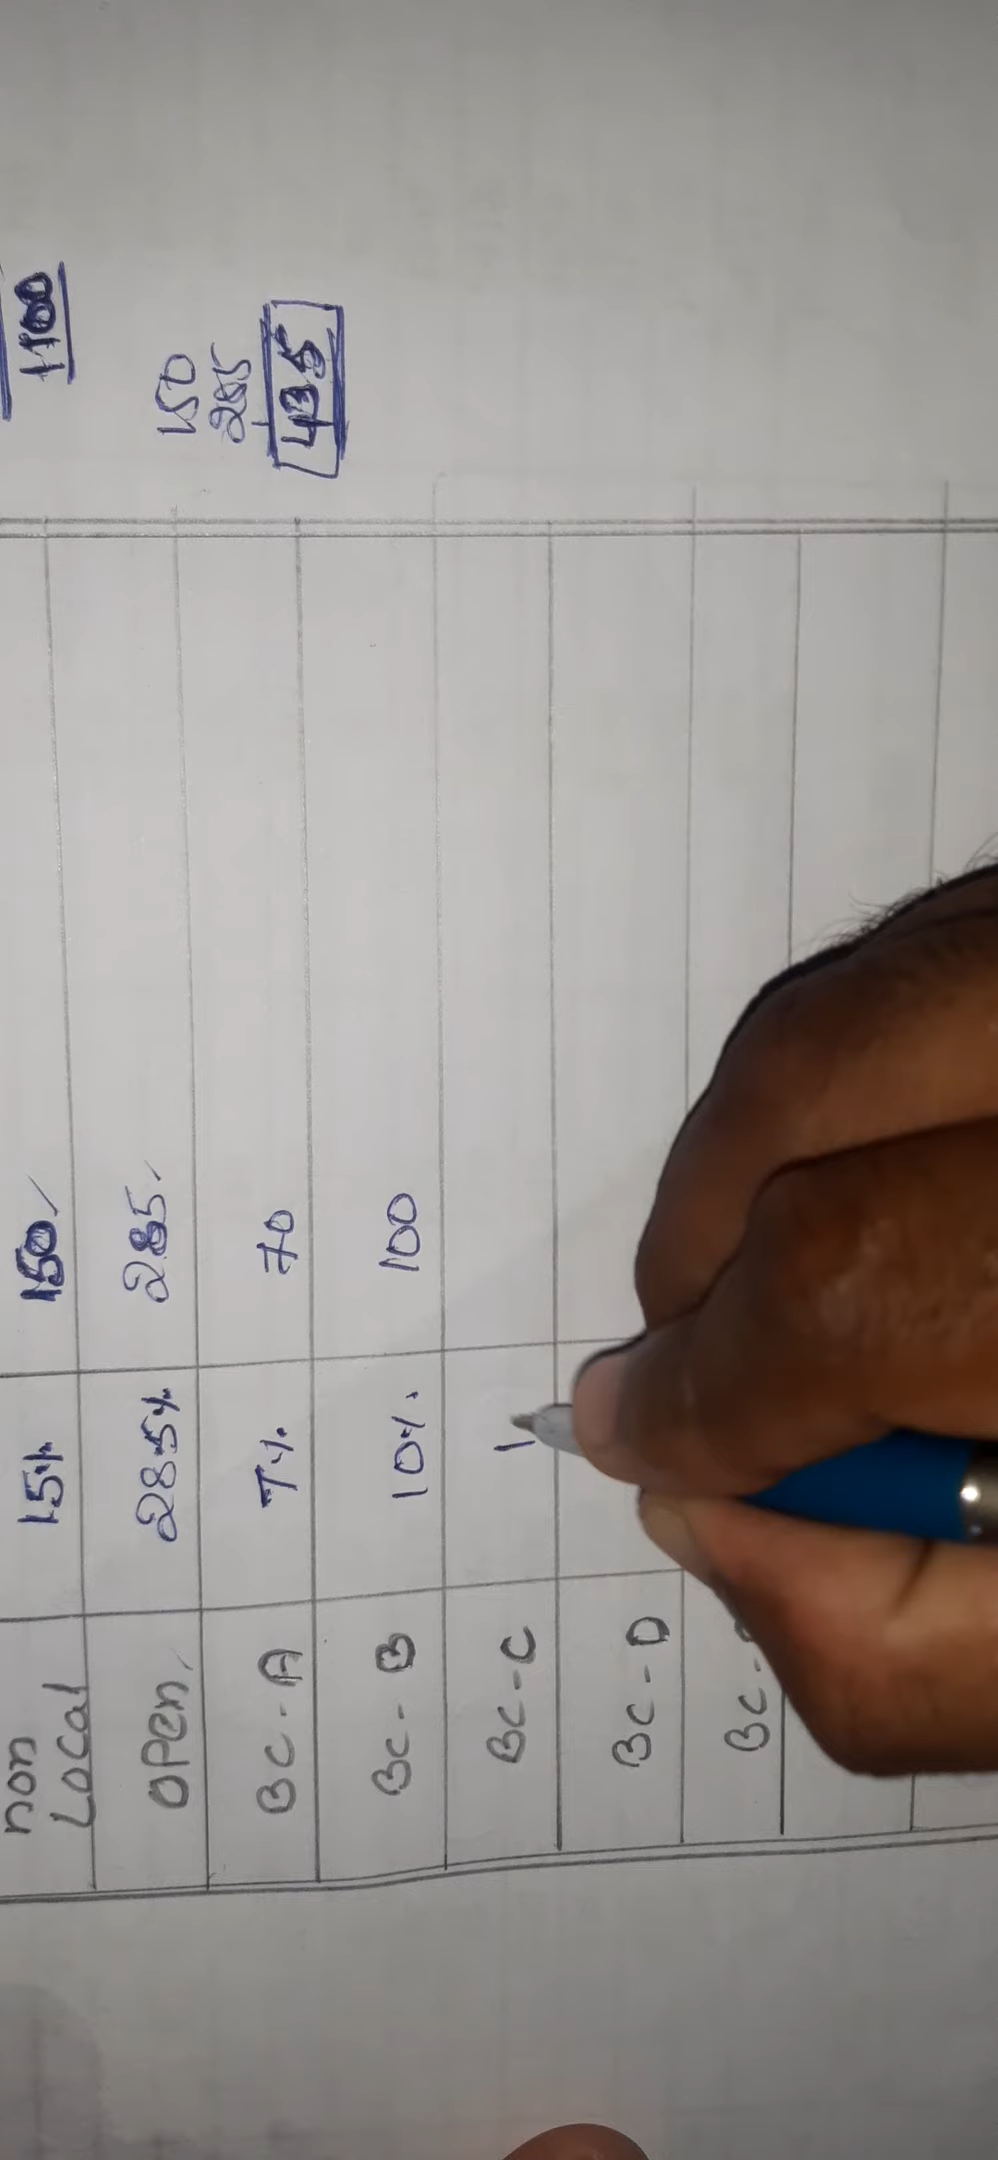 1100
150
285
435
non Local 15% 150
open 28.5% 285
BC-A 7% 70
BC-B 10% 100
BC-C 1
BC-D
BC-